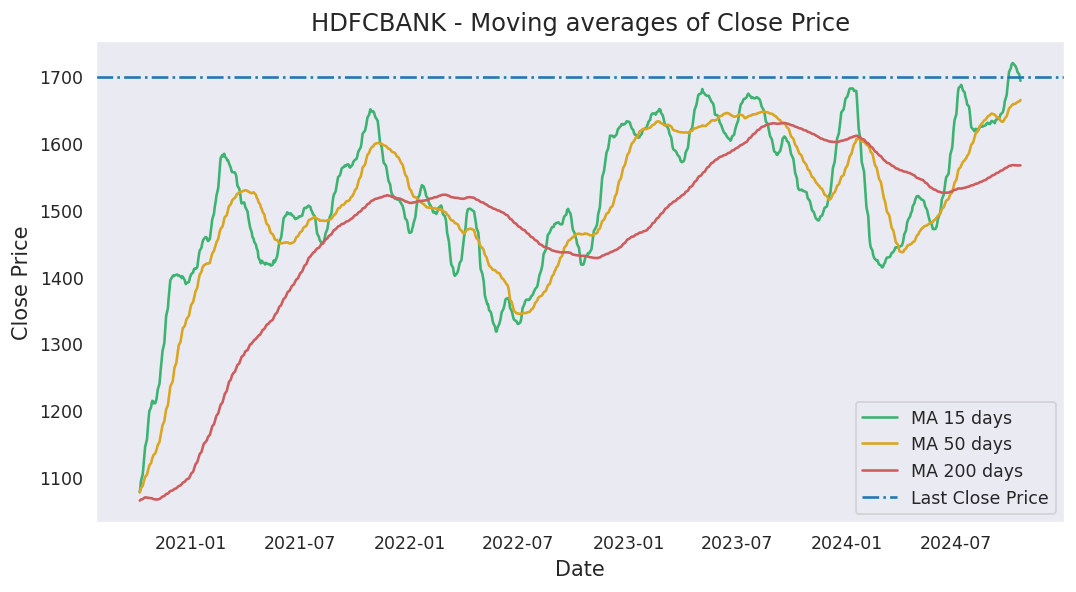 HDFCBANK - Moving averages of Close Price
Close Price
1700
1600
1500
1400
1300
1200
1100
MA 15 days
MA 50 days
MA 200 days
Last Close Price
2021-01
2021-07
2022-01
2022-07
2023-01
2023-07
2024-01
2024-07
Date